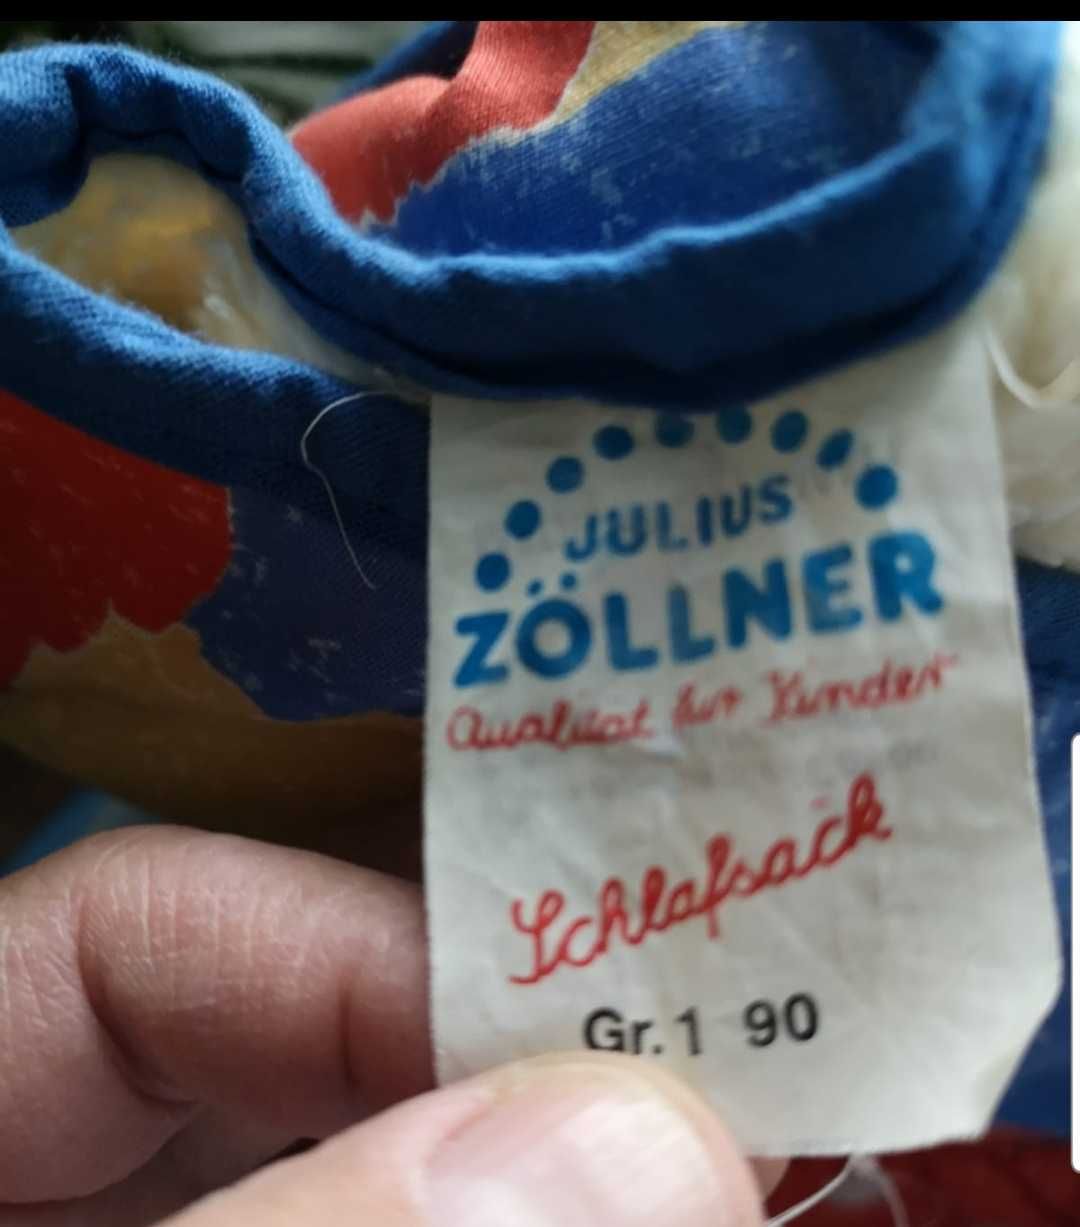 JULIUS
ZÖLLNER
Qualität für Kinder
Schlafsack
Gr. 1 90